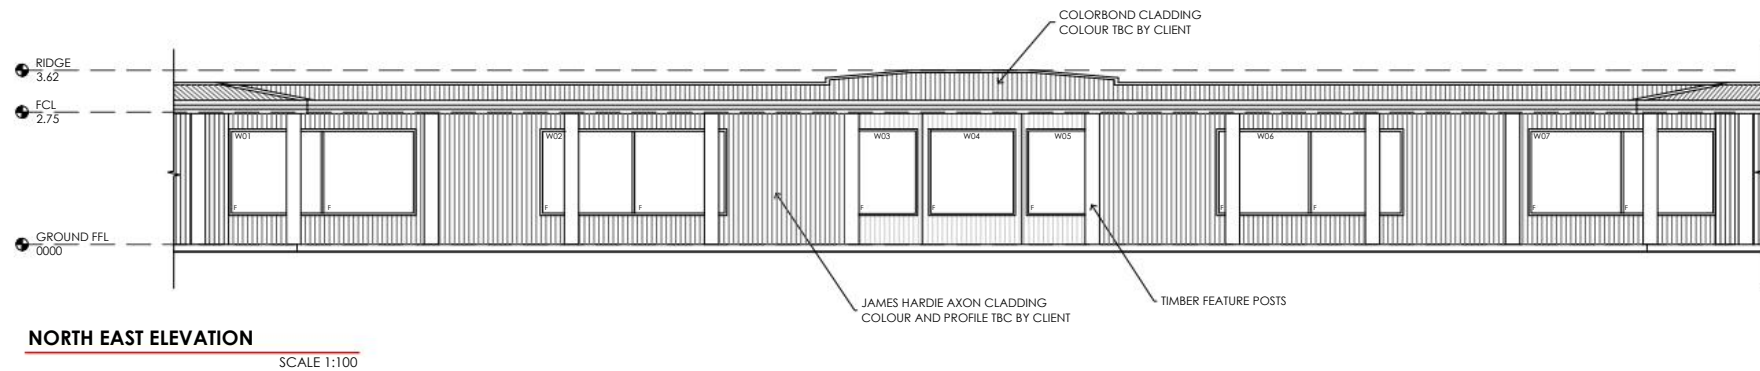 COLORBOND CLADDING
COLOUR TBC BY CLIENT
RIDGE
3.62
FCL
2.75
W01
W02
W03
W04
W05
W06
W07
F
F
F
F
F
F
F
F
F
F
F
GROUND FFL
0000
JAMES HARDIE AXON CLADDING
COLOUR AND PROFILE TBC BY CLIENT
TIMBER FEATURE POSTS
NORTH EAST ELEVATION
SCALE 1:100